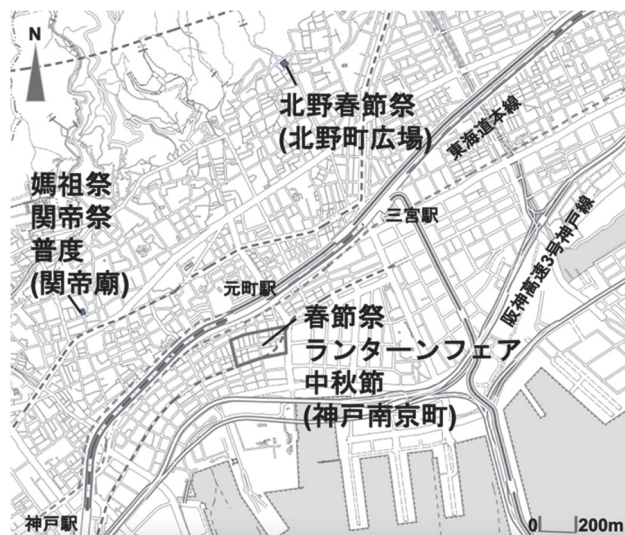 N
北野春節祭
(北野町広場)
東海道本線
媽祖祭
関帝祭
普度
(関帝廟)
三宮駅
阪神高速3号神戸線
元町駅
春節祭
ランターンフェア
中秋節
(神戸南京町)
神戸駅
0 200m